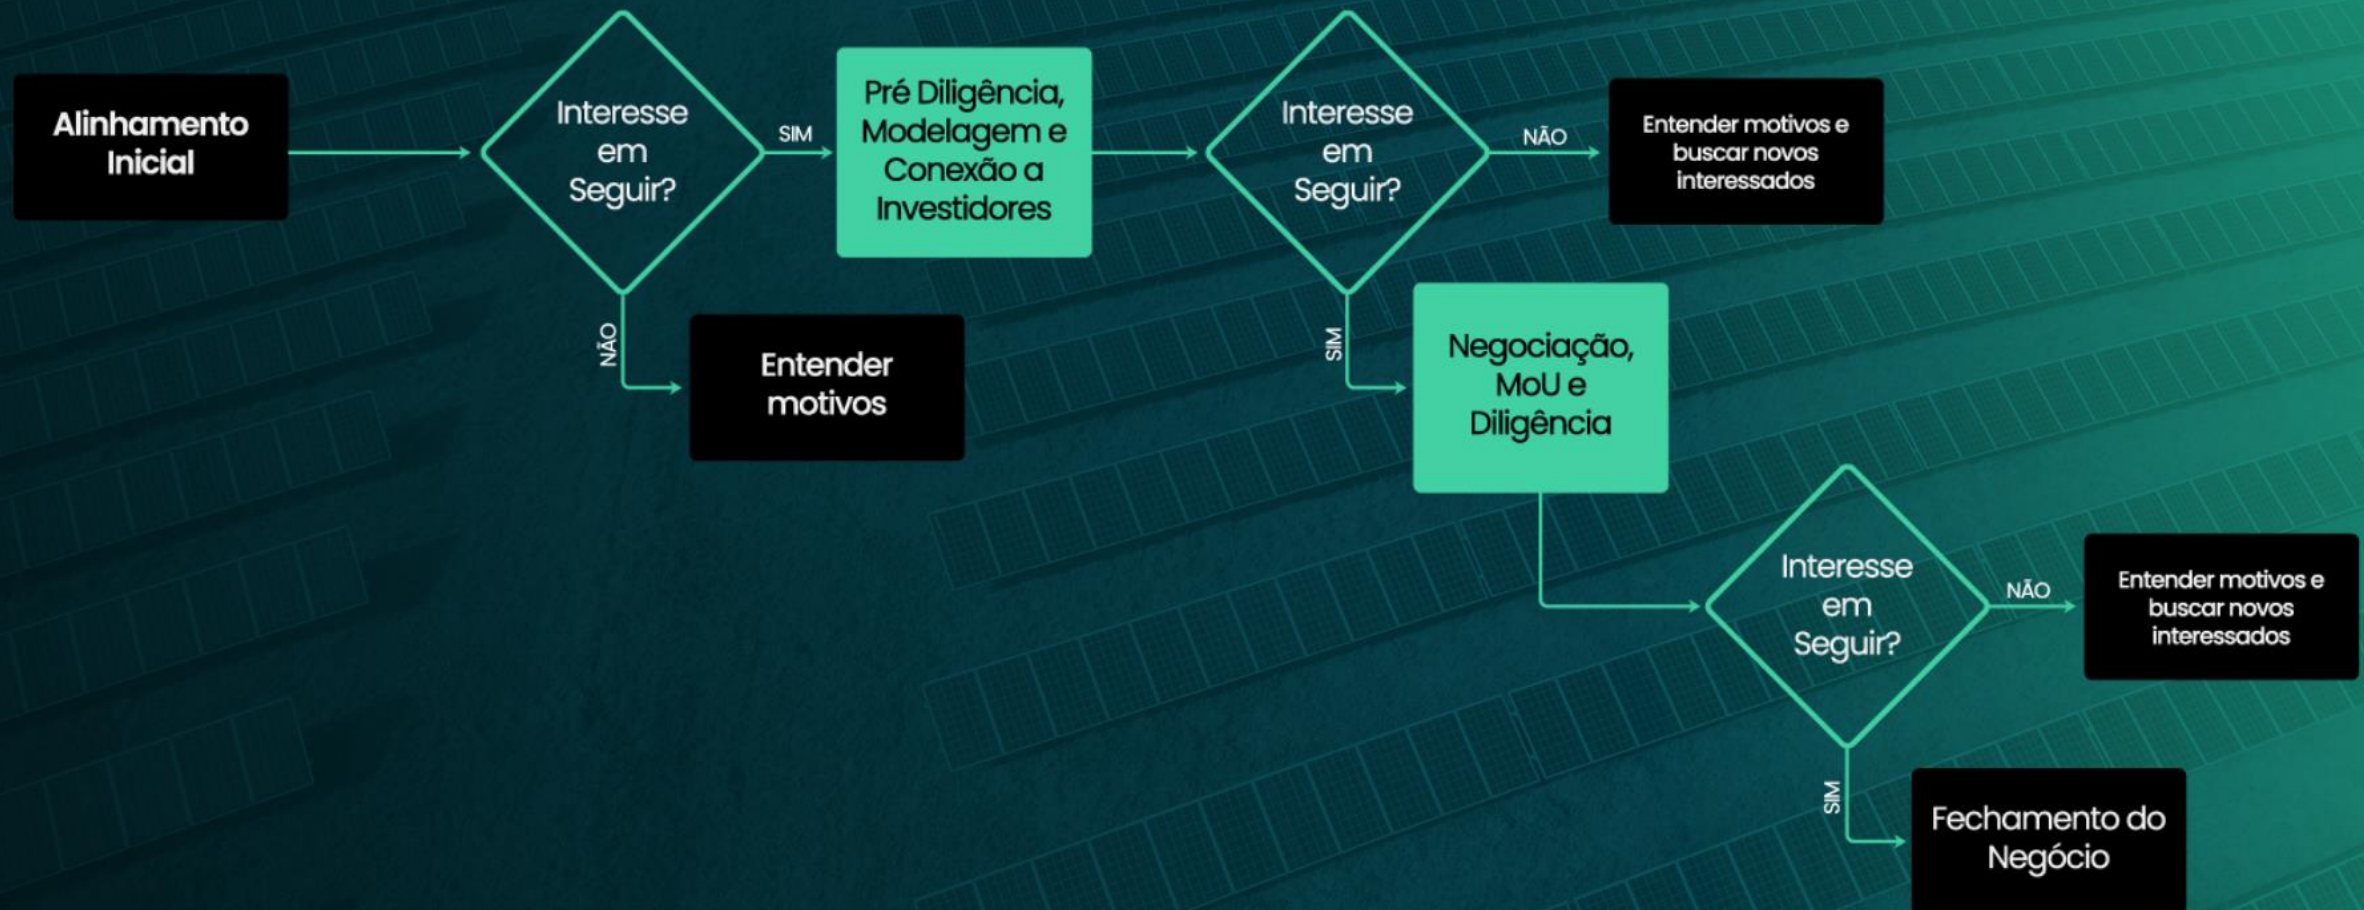 Alinhamento
Inicial
Interesse
em
Seguir?
SIM
NÃO
Entender
motivos
Pré Diligência,
Modelagem e
Conexão a
Investidores
Interesse
em
Seguir?
NÃO
Entender motivos e
buscar novos
interessados
SIM
Negociação,
MoU e
Diligência
Interesse
em
Seguir?
NÃO
Entender motivos e
buscar novos
interessados
SIM
Fechamento do
Negócio